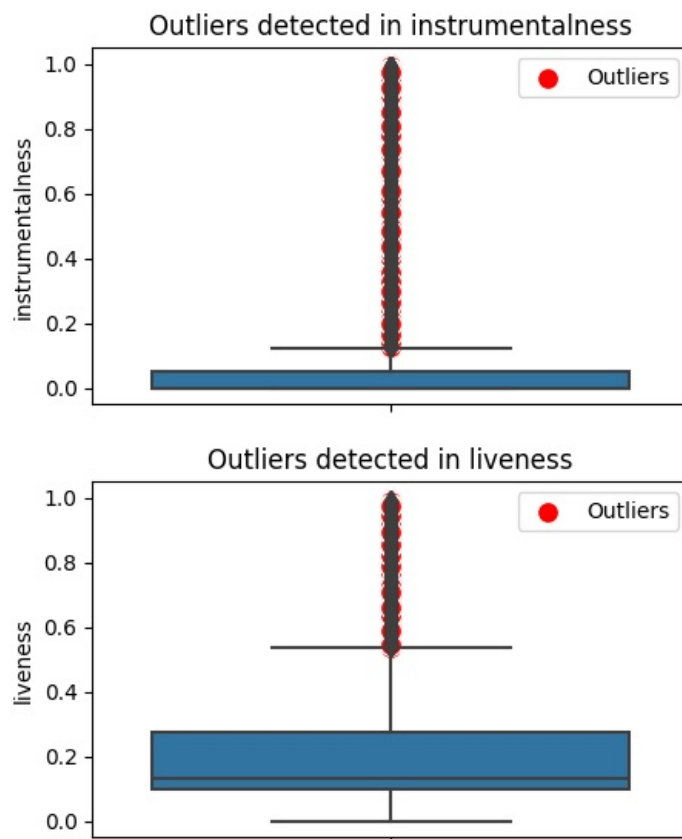 Outliers detected in instrumentalness
1.0
Outliers
0.8
0.6
0.4
0.2
0.0
instrumentalness
Outliers detected in liveness
1.0
Outliers
0.8
0.6
0.4
0.2
0.0
liveness